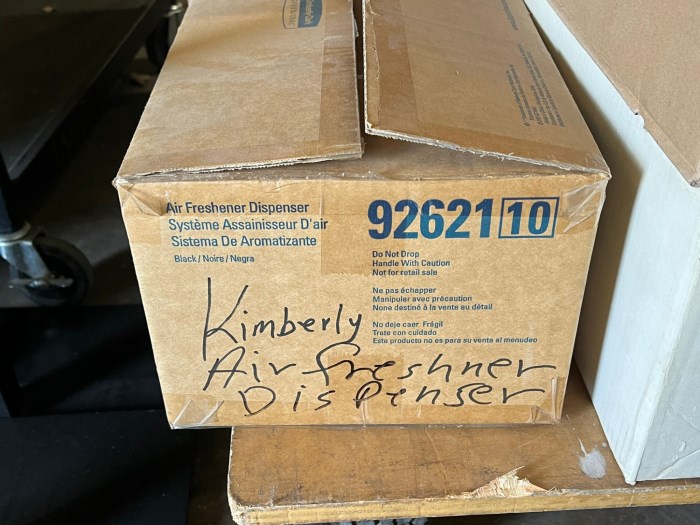 Air Freshener Dispenser
Système Assainisseur D'air
Sistema De Aromatizante
Black / Noire / Negra
92621 10
Do Not Drop
Handle With Caution
Not for retail sale
Ne pas échapper
Manipuler avec précaution
None destiné à la vente au détail
No deje caer. Frágil
Trate con cuidado
Este producto no es para su venta al menudeo
Kimberly
Air freshner
Dispenser